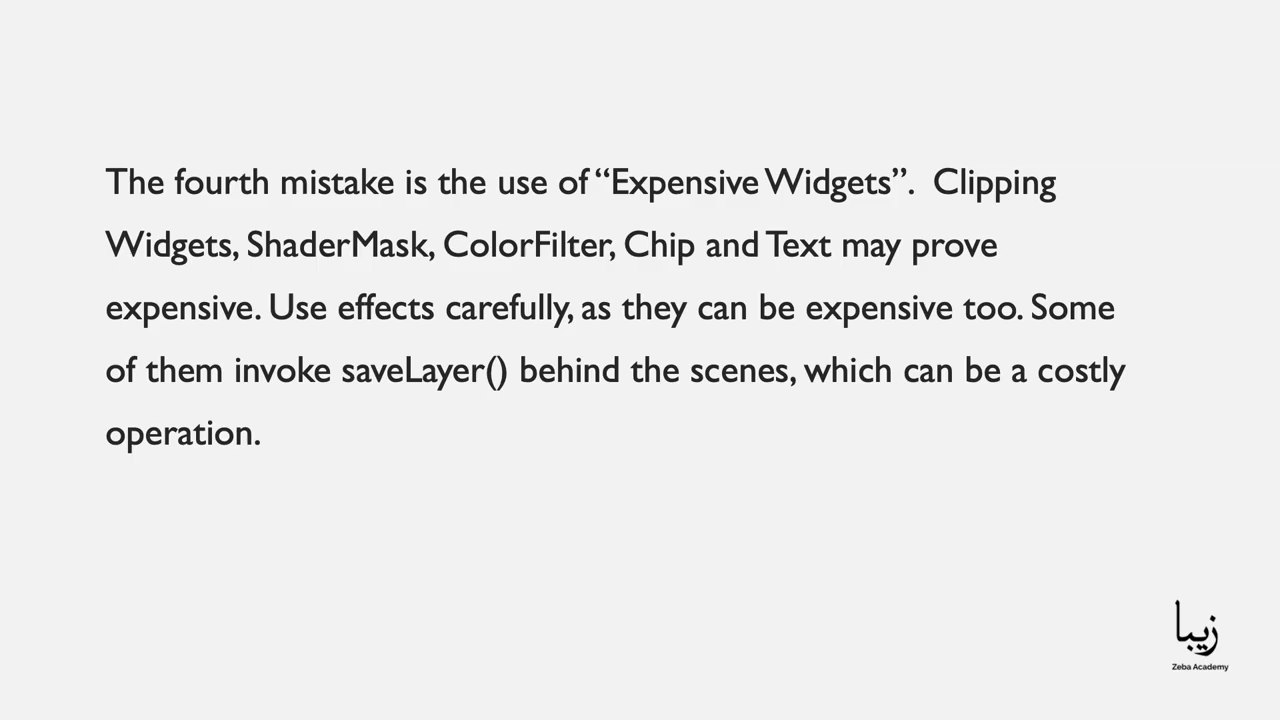 The fourth mistake is the use of “Expensive Widgets”.  Clipping
Widgets, ShaderMask, ColorFilter, Chip and Text may prove
expensive. Use effects carefully, as they can be expensive too. Some
of them invoke saveLayer() behind the scenes, which can be a costly
operation.
زيبا
Zeba Academy